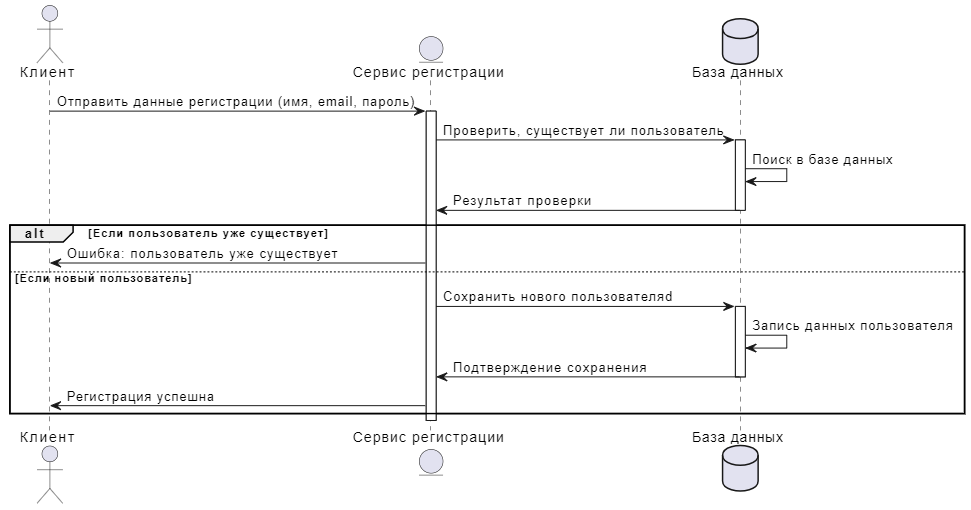 Клиент
Сервис регистрации
База данных
Отправить данные регистрации (имя, email, пароль)
Проверить, существует ли пользователь
Поиск в базе данных
Результат проверки
alt [Если пользователь уже существует]
Ошибка: пользователь уже существует
[Если новый пользователь]
Сохранить нового пользователяd
Запись данных пользователя
Подтверждение сохранения
Регистрация успешна
Клиент
Сервис регистрации
База данных